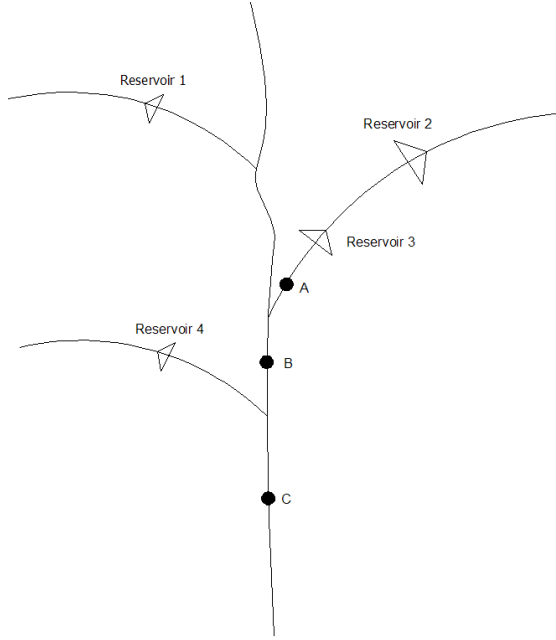 Reservoir 1
Reservoir 2
Reservoir 3
A
Reservoir 4
B
C